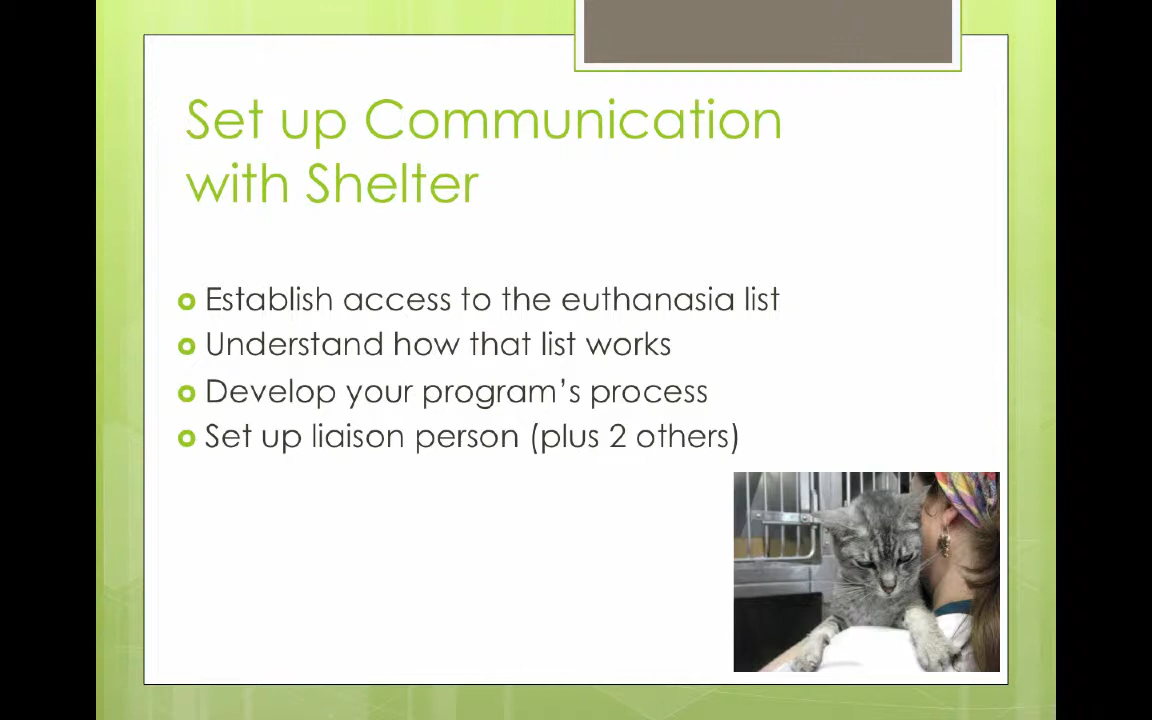 Set up Communication
with Shelter
Establish access to the euthanasia list
Understand how that list works
Develop your program’s process
Set up liaison person (plus 2 others)